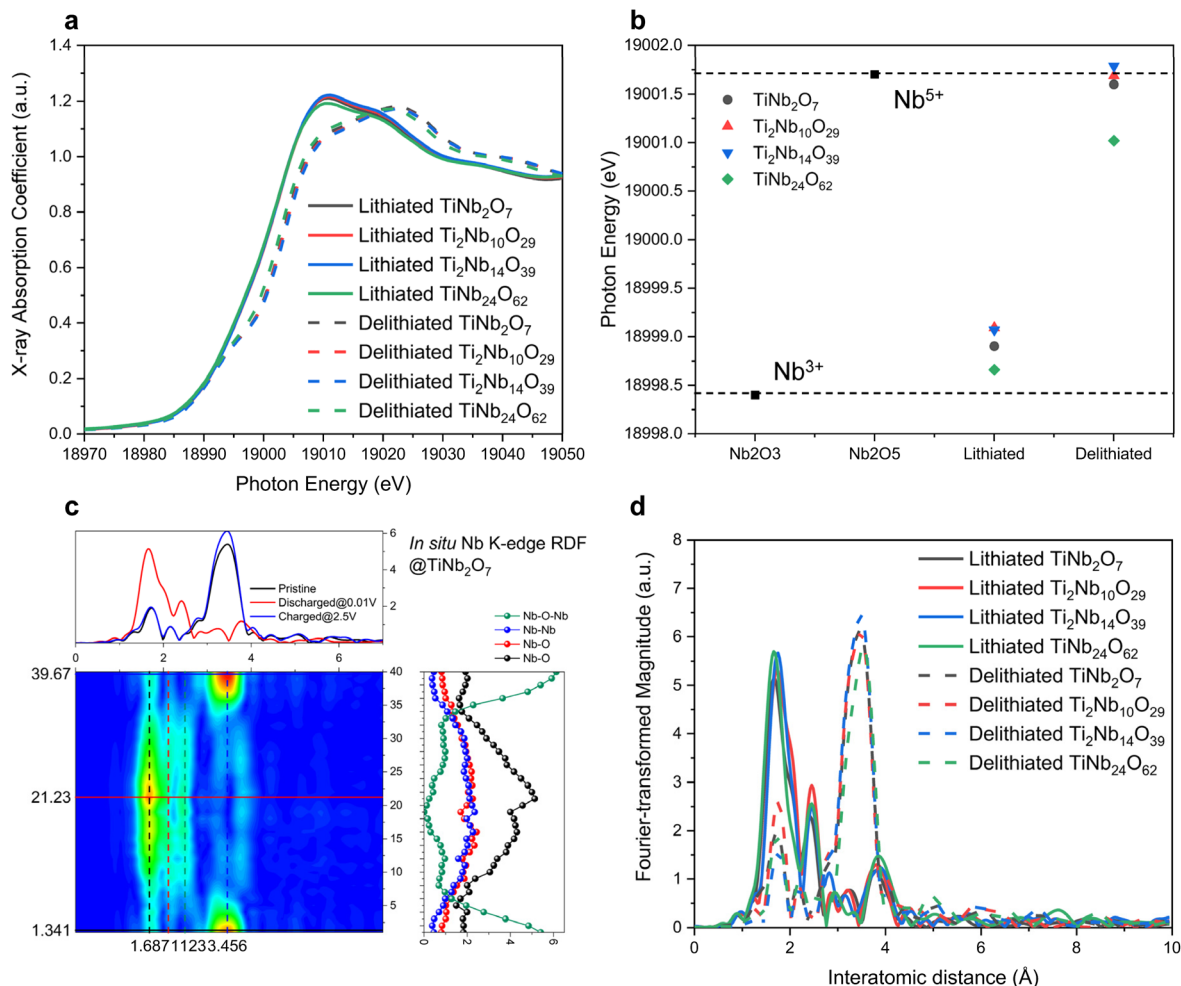 a
X-ray Absorption Coefficient (a.u.)
1.4
1.2
1.0
0.8
0.6
0.4
0.2
0.0
18970 18980 18990 19000 19010 19020 19030 19040 19050
Photon Energy (eV)
Lithiated TiNb₂O₇
Lithiated Ti₂Nb₁₀O₂₉
Lithiated Ti₂Nb₁₄O₃₉
Lithiated TiNb₂₄O₆₂
Delithiated TiNb₂O₇
Delithiated Ti₂Nb₁₀O₂₉
Delithiated Ti₂Nb₁₄O₃₉
Delithiated TiNb₂₄O₆₂
b
Photon Energy (eV)
19002.0
19001.5
19001.0
19000.5
19000.0
18999.5
18999.0
18998.5
18998.0
Nb⁵⁺
TiNb₂O₇
Ti₂Nb₁₀O₂₉
Ti₂Nb₁₄O₃₉
TiNb₂₄O₆₂
Nb³⁺
Nb2O3 Nb2O5 Lithiated Delithiated
c
In situ Nb K-edge RDF
@TiNb₂O₇
Pristine
Discharged@0.01V
Charged@2.5V
6
5
4
2
1
0 2 4 6
Nb-O-Nb
Nb-Nb
Nb-O
Nb-O
39.67
21.23
1.341
1.6871 1233.456
40
35
30
25
20
15
10
5
0 2 4 6
d
Fourier-transformed Magnitude (a.u.)
8
7
6
5
4
3
2
1
0
0 2 4 6 8 10
Interatomic distance (Å)
Lithiated TiNb₂O₇
Lithiated Ti₂Nb₁₀O₂₉
Lithiated Ti₂Nb₁₄O₃₉
Lithiated TiNb₂₄O₆₂
Delithiated TiNb₂O₇
Delithiated Ti₂Nb₁₀O₂₉
Delithiated Ti₂Nb₁₄O₃₉
Delithiated TiNb₂₄O₆₂